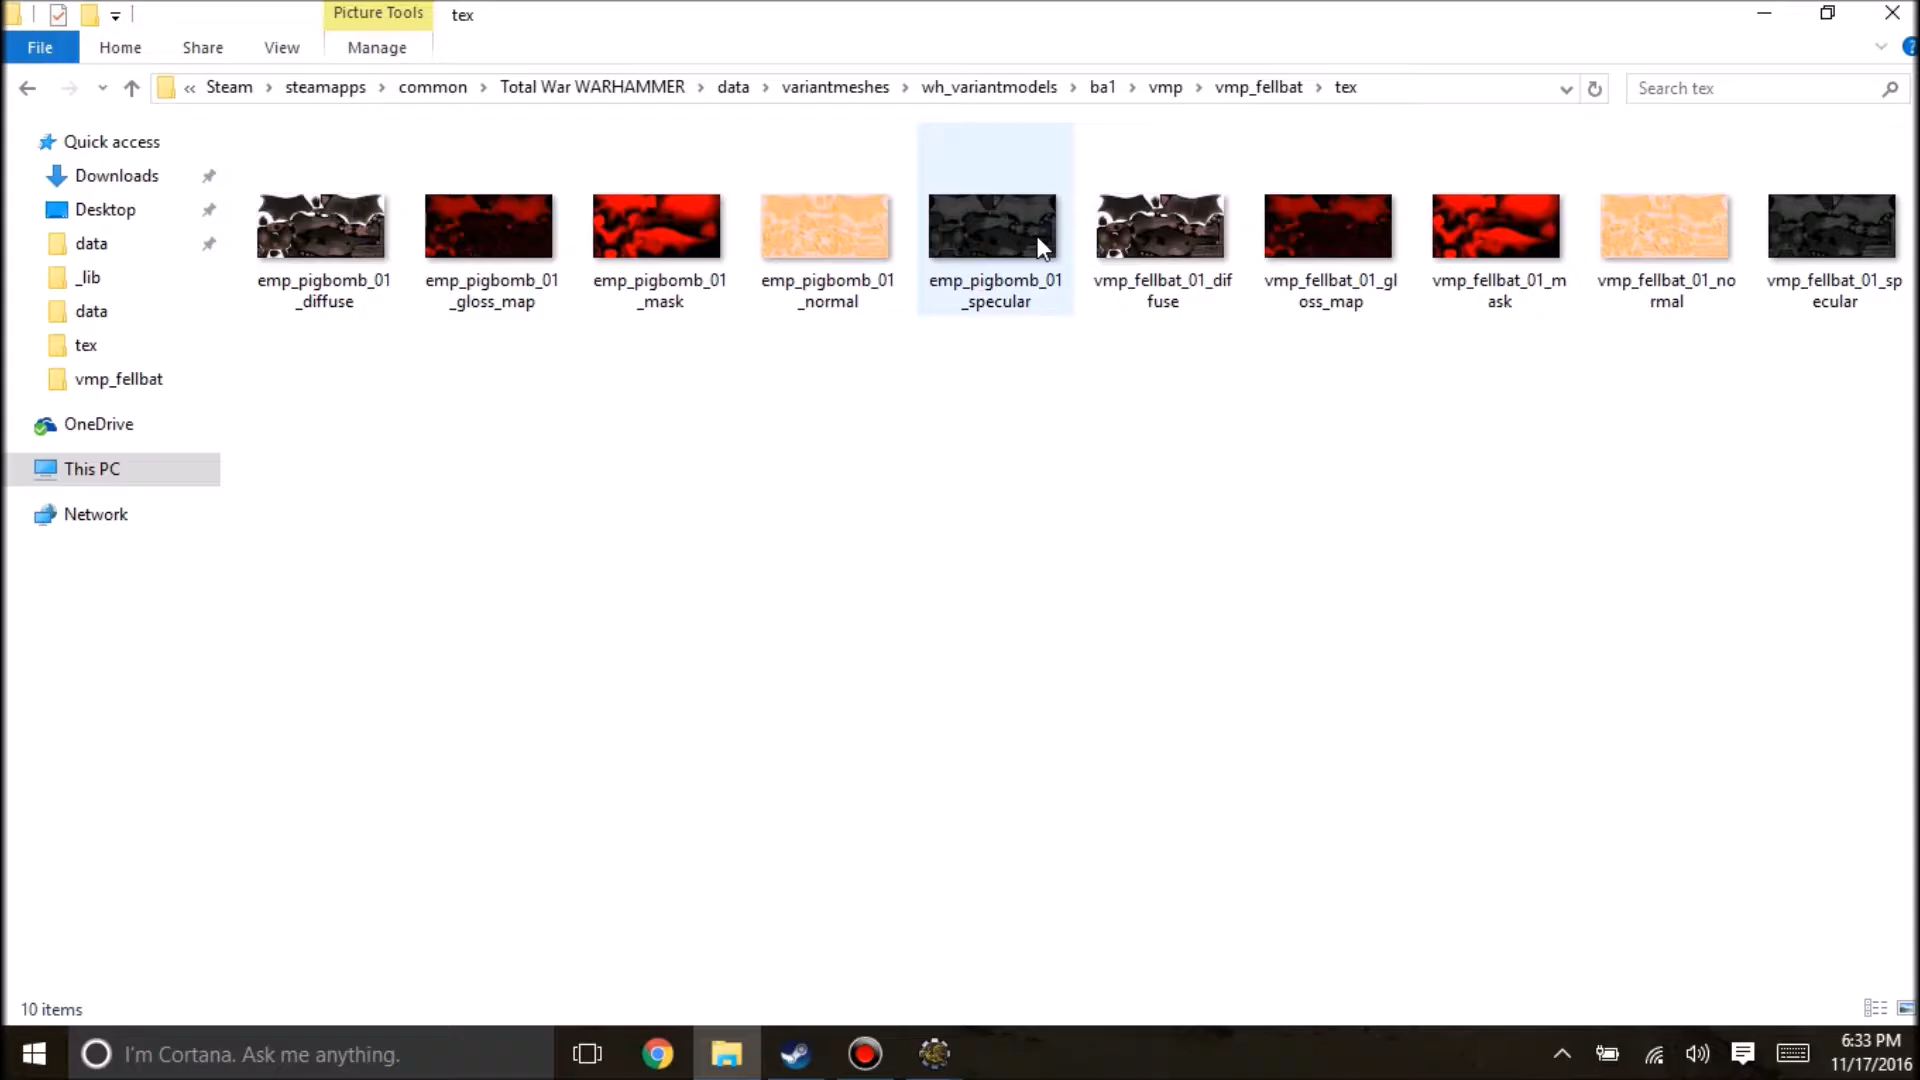 Picture Tools tex
File Home Share View Manage
« Steam steamapps common Total War WARHAMMER data variantmeshes wh_variantmodels ba1 vmp vmp_fellbat tex Search tex
Quick access
Downloads
Desktop
data
_lib
data
tex
vmp_fellbat
OneDrive
This PC
Network
emp_pigbomb_01
_diffuse
emp_pigbomb_01
_gloss_map
emp_pigbomb_01
_mask
emp_pigbomb_01
_normal
emp_pigbomb_01
_specular
vmp_fellbat_01_dif
fuse
vmp_fellbat_01_gl
oss_map
vmp_fellbat_01_m
ask
vmp_fellbat_01_no
rmal
vmp_fellbat_01_sp
ecular
10 items
I'm Cortana. Ask me anything.
6:33 PM
11/17/2016